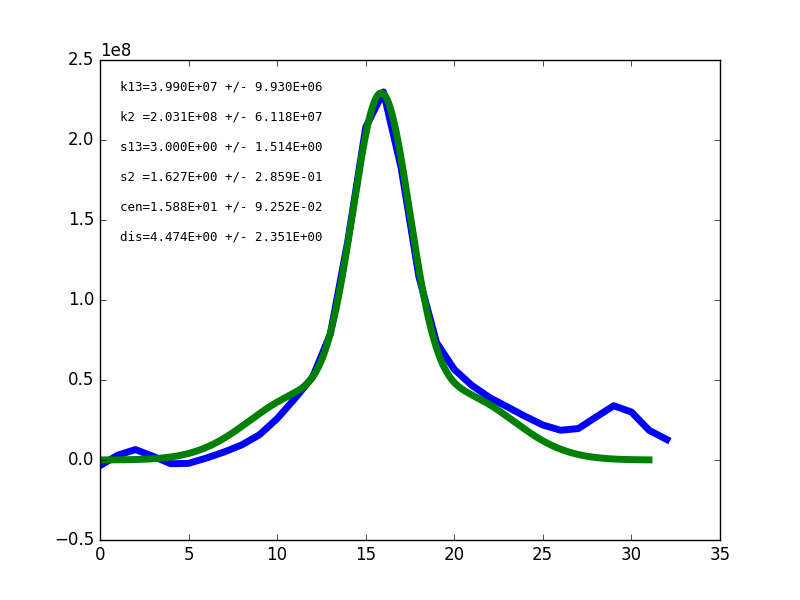 1e8
2.5
2.0
1.5
1.0
0.5
0.0
−0.5
k13=3.990E+07 +/- 9.930E+06
k2 =2.031E+08 +/- 6.118E+07
s13=3.000E+00 +/- 1.514E+00
s2 =1.627E+00 +/- 2.859E-01
cen=1.588E+01 +/- 9.252E-02
dis=4.474E+00 +/- 2.351E+00
0 5 10 15 20 25 30 35